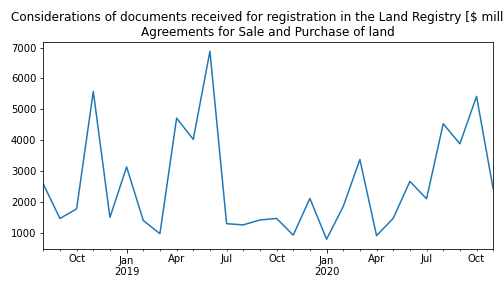 Considerations of documents received for registration in the Land Registry [$ mill
Agreements for Sale and Purchase of land
7000
6000
5000
4000
3000
2000
1000
Oct Jan Apr Jul Oct Jan Apr Jul Oct
2019 2020